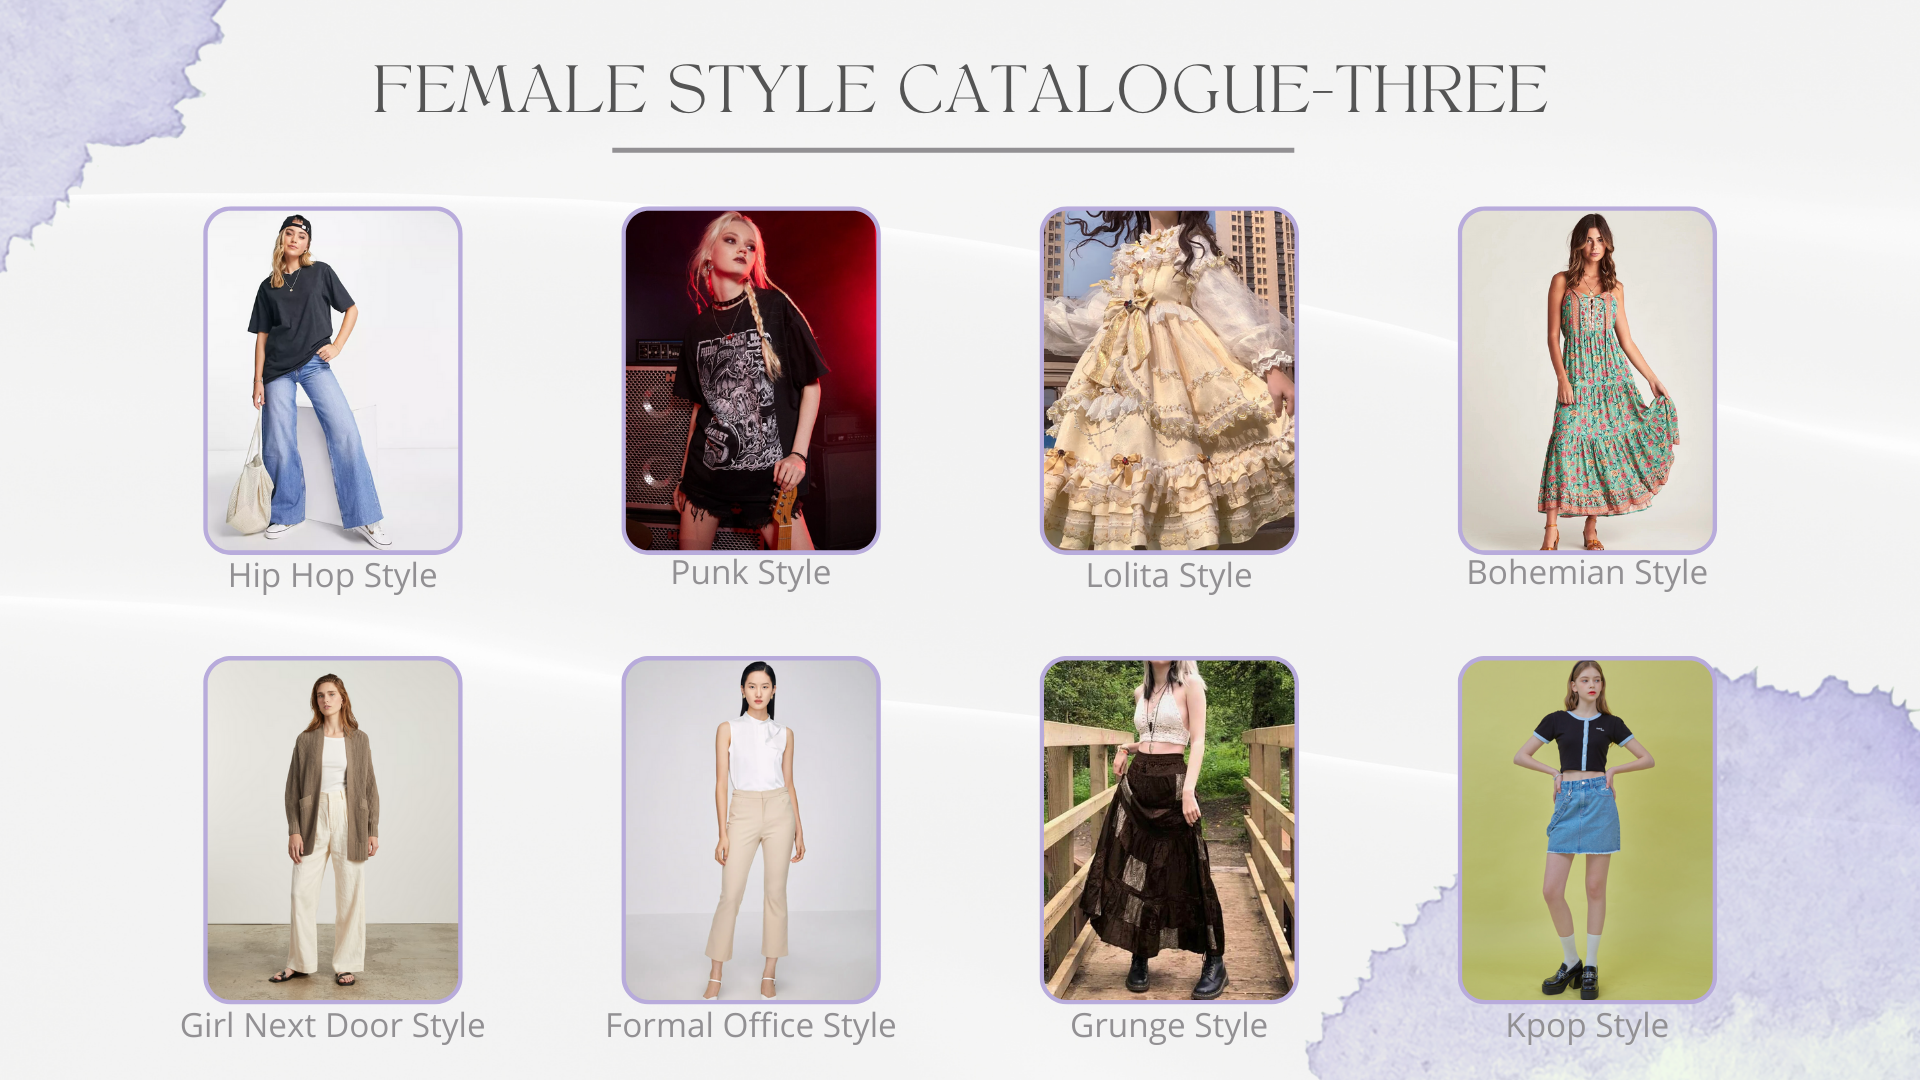 FEMALE STYLE CATALOGUE-THREE
Hip Hop Style
Punk Style
Lolita Style
Bohemian Style
Girl Next Door Style
Formal Office Style
Grunge Style
Kpop Style